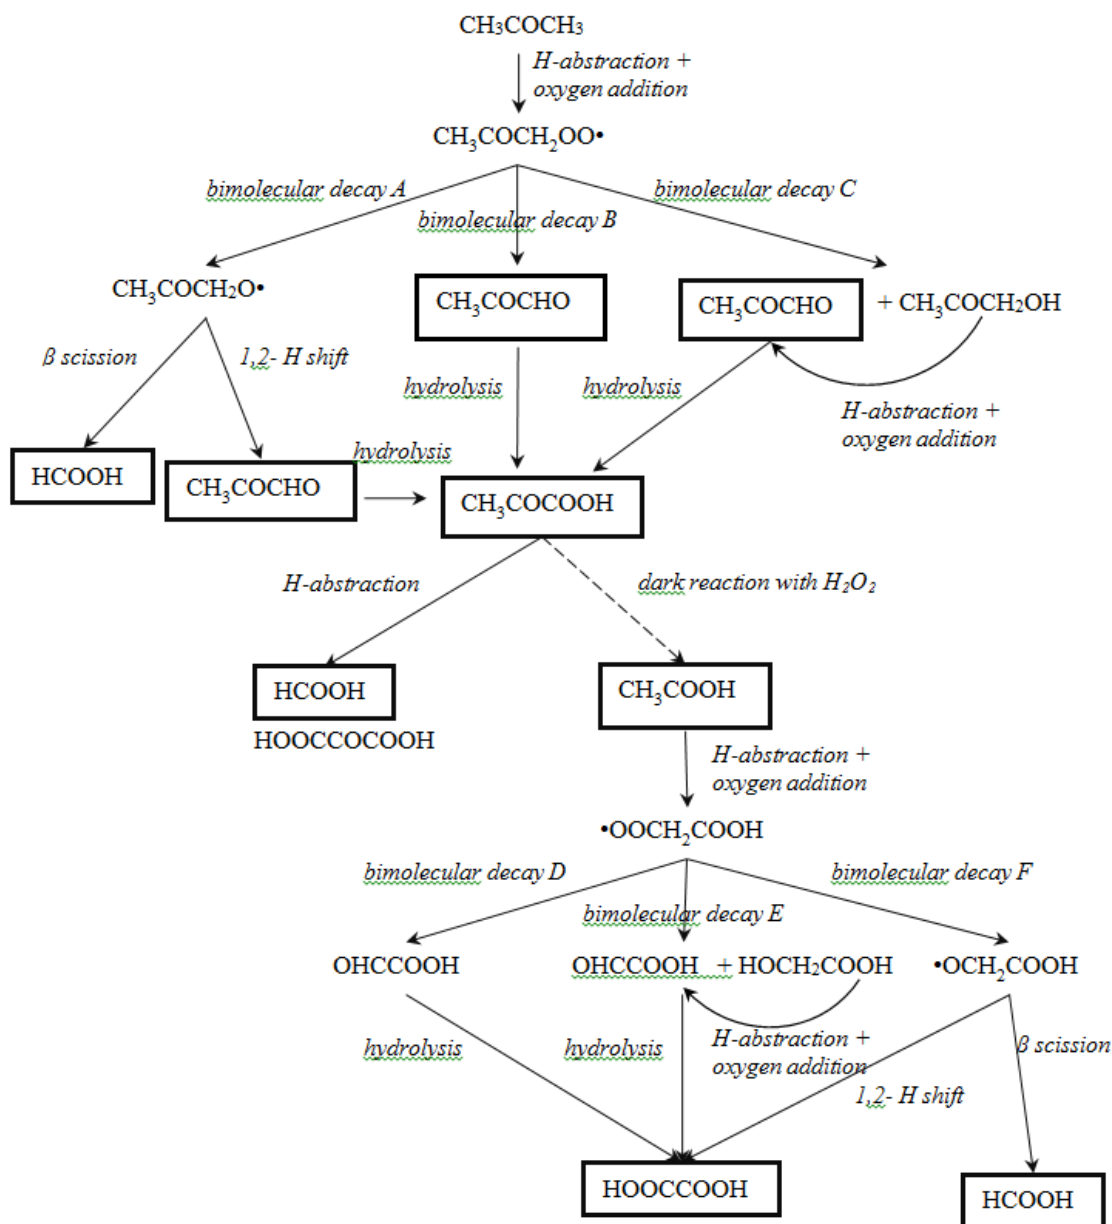 CH₃COCH₃
H-abstraction +
oxygen addition
CH₃COCH₂OO•
bimolecular decay A
bimolecular decay B
bimolecular decay C
CH₃COCH2O•
CH₃COCHO
CH₃COCHO
+ CH₃COCH2OH
ß scission
1,2- H shift
hydrolysis
hydrolysis
H-abstraction +
oxygen addition
hydrolysis
HCOOH
CH₃COCHO
CH₃COCOOH
H-abstraction
dark reaction with H₂O₂
HCOOH
HOOCCOCOOH
CH₃COOH
H-abstraction +
oxygen addition
•OOCH₂COOH
bimolecular decay D
bimolecular decay E
bimolecular decay F
OHCCOOH
OHCCOOH + HOCH2COOH
•OCH₂COOH
hydrolysis
hydrolysis
H-abstraction +
oxygen addition
1,2- H shift
ß scission
HOOCCOOH
HCOOH